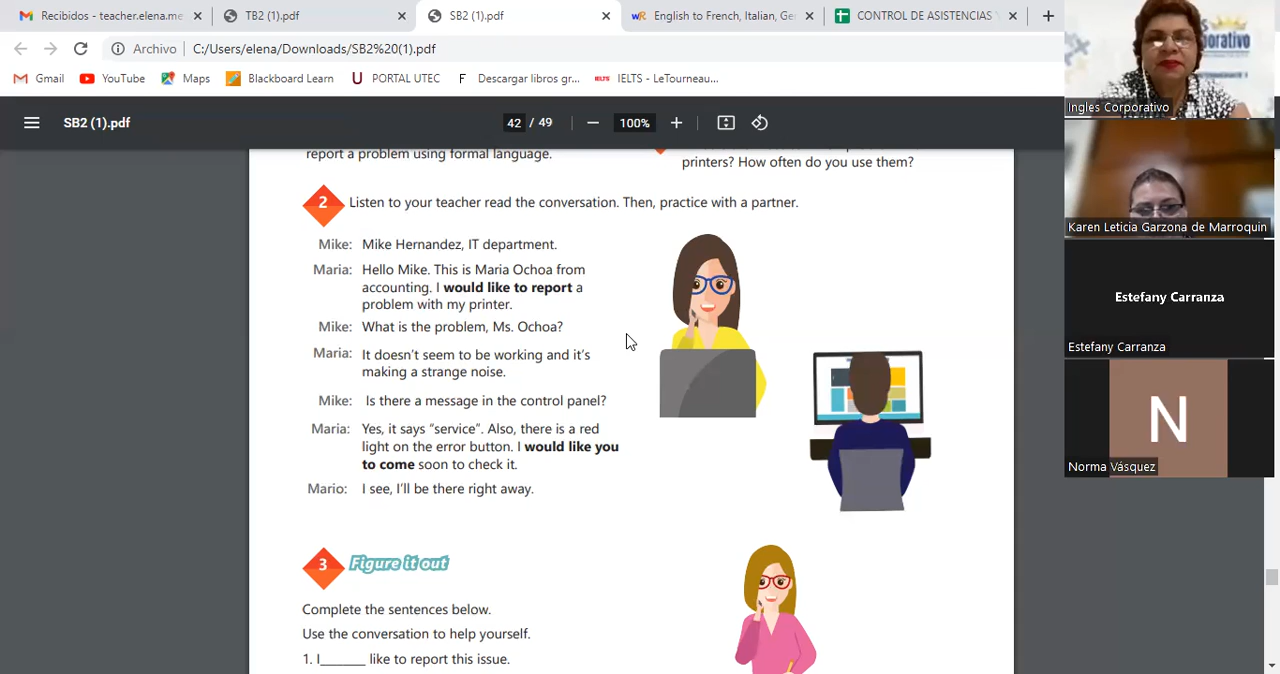 Recibidos - teacher.elena.me
TB2 (1).pdf
SB2 (1).pdf
English to French, Italian, Ge
CONTROL DE ASISTENCIAS Y
Archivo
C:/Users/elena/Downloads/SB2%20(1).pdf
Gmail
YouTube
Maps
Blackboard Learn
PORTAL UTEC
Descargar libros gr...
IELTS - LeTourneau...
SB2 (1).pdf
42 / 49
100%
report a problem using formal language.
printers? How often do you use them?
2 Listen to your teacher read the conversation. Then, practice with a partner.
Mike: Mike Hernandez, IT department.
Maria: Hello Mike. This is Maria Ochoa from
accounting. I would like to report a
problem with my printer.
Mike: What is the problem, Ms. Ochoa?
Maria: It doesn't seem to be working and it's
making a strange noise.
Mike: Is there a message in the control panel?
Maria: Yes, it says "service". Also, there is a red
light on the error button. I would like you
to come soon to check it.
Mario: I see, I'll be there right away.
3 Figure it out
Complete the sentences below.
Use the conversation to help yourself.
1. I______ like to report this issue.
Ingles Corporativo
Karen Leticia Garzona de Marroquin
Estefany Carranza
Estefany Carranza
N
Norma Vásquez